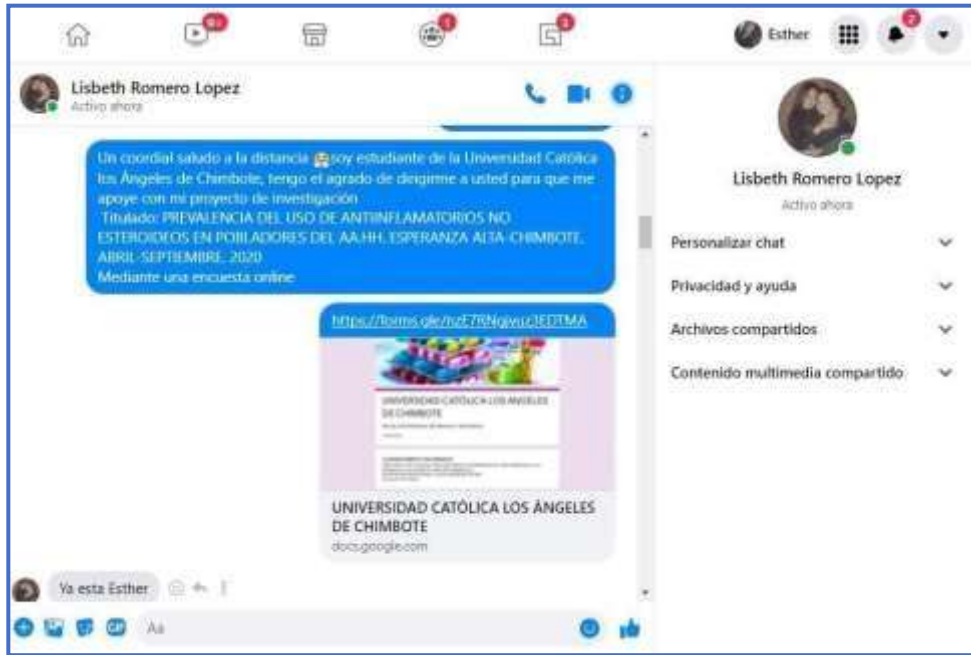 1
Esther
Lisbeth Romero Lopez
Activo ahora
Un coordial saludo a la distancia soy estudiante de la Universidad Católica
los Ángeles de Chimbote, tengo el agrado de dirigirme a usted para que me
apoye con mi proyecto de investigación
Titulado: PREVALENCIA DEL USO DE ANTIINFLAMATORIOS NO
ESTEROIDEOS EN POBLADORES DEL AA.HH. ESPERANZA ALTA-CHIMBOTE,
ABRIL-SEPTIEMBRE, 2020
Mediante una encuesta online
UNIVERSIDAD CATÓLICA LOS ÁNGELES
DE CHIMBOTE
UNIVERSIDAD CATÓLICA LOS ÁNGELES
DE CHIMBOTE
docs.google.com
Ya esta Esther
GIF
Aa
Lisbeth Romero Lopez
Activo ahora
Personalizar chat
Privacidad y ayuda
Archivos compartidos
Contenido multimedia compartido